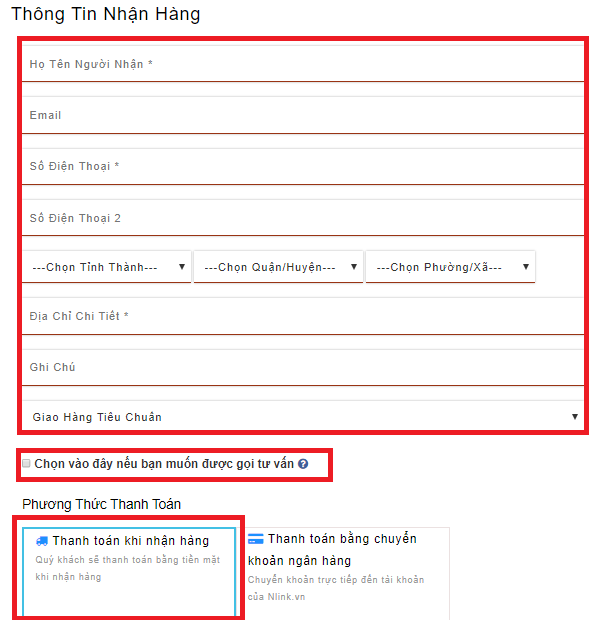 Thông Tin Nhận Hàng
Họ Tên Người Nhận *
Email
Số Điện Thoại *
Số Điện Thoại 2
---Chọn Tỉnh Thành--- ---Chọn Quận/Huyện--- ---Chọn Phường/Xã---
Địa Chỉ Chi Tiết *
Ghi Chú
Giao Hàng Tiêu Chuẩn
Chọn vào đây nếu bạn muốn được gọi tư vấn ?
Phương Thức Thanh Toán
Thanh toán khi nhận hàng
Quý khách sẽ thanh toán bằng tiền mặt
khi nhận hàng
Thanh toán bằng chuyển
khoản ngân hàng
Chuyển khoản trực tiếp đến tài khoản
của Nlink.vn